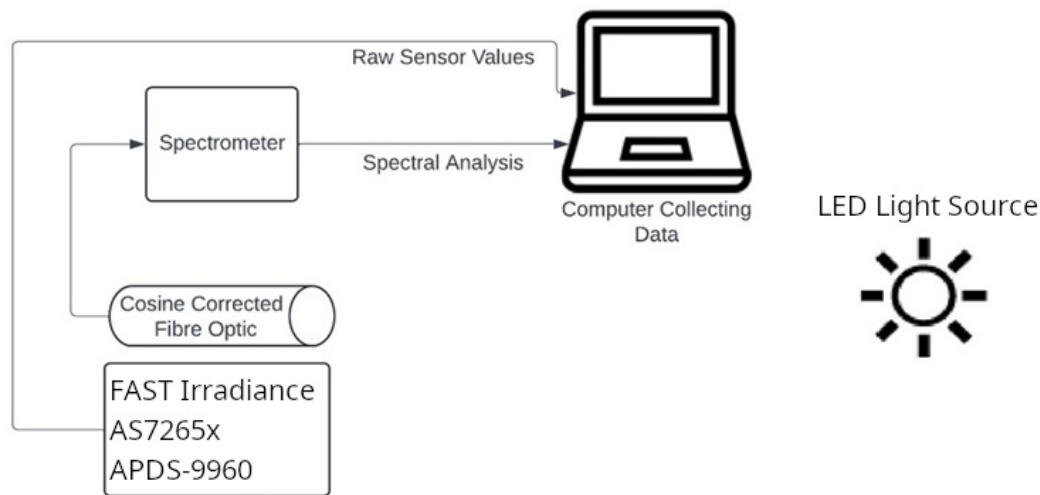 Raw Sensor Values
Spectrometer
Spectral Analysis
Computer Collecting
Data
LED Light Source
Cosine Corrected
Fibre Optic
FAST Irradiance
AS7265x
APDS-9960